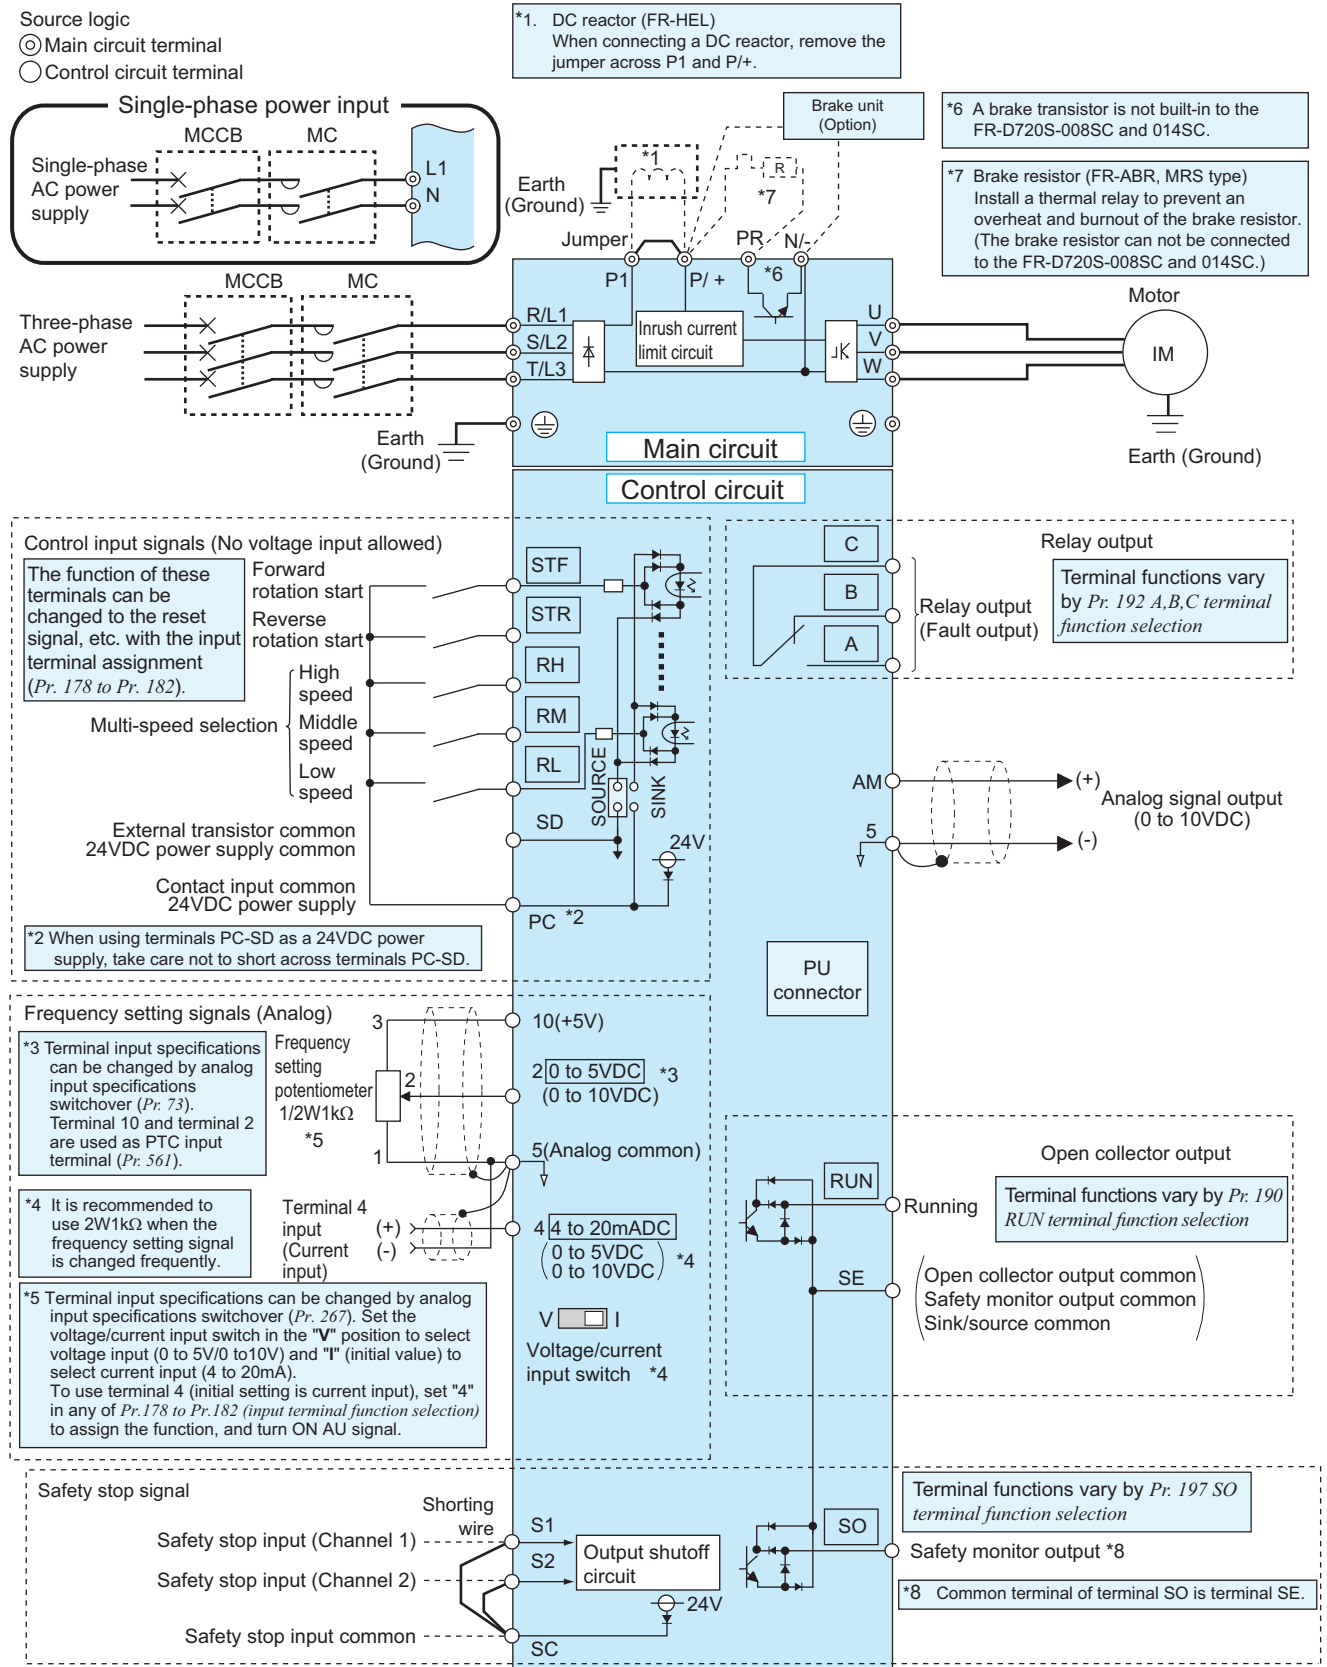 Source logic
Main circuit terminal
Control circuit terminal
*1. DC reactor (FR-HEL)
When connecting a DC reactor, remove the
jumper across P1 and P/+.
Single-phase power input
MCCB
MC
Single-phase
AC power
supply
L1
N
Brake unit
(Option)
*6 A brake transistor is not built-in to the
FR-D720S-008SC and 014SC.
*7 Brake resistor (FR-ABR, MRS type)
Install a thermal relay to prevent an
overheat and burnout of the brake resistor.
(The brake resistor can not be connected
to the FR-D720S-008SC and 014SC.)
*1
R
*7
Earth
(Ground)
Jumper
PR
N/-
P1
P/ +
*6
MCCB
MC
Three-phase
AC power
supply
R/L1
S/L2
T/L3
Inrush current
limit circuit
U
V
W
Motor
IM
Earth
(Ground)
Main circuit
Earth (Ground)
Control circuit
Control input signals (No voltage input allowed)
The function of these
terminals can be
changed to the reset
signal, etc. with the input
terminal assignment
(Pr. 178 to Pr. 182).
Forward
rotation start
Reverse
rotation start
High
speed
Multi-speed selection
Middle
speed
Low
speed
STF
STR
RH
RM
RL
SOURCE
SINK
SD
24V
External transistor common
24VDC power supply common
Contact input common
24VDC power supply
PC *2
*2 When using terminals PC-SD as a 24VDC power
supply, take care not to short across terminals PC-SD.
C
B
A
Relay output
Relay output
(Fault output)
Terminal functions vary
by Pr. 192 A,B,C terminal
function selection
AM
5
(+)
(-)
Analog signal output
(0 to 10VDC)
PU
connector
Frequency setting signals (Analog)
*3 Terminal input specifications
can be changed by analog
input specifications
switchover (Pr. 73).
Terminal 10 and terminal 2
are used as PTC input
terminal (Pr. 561).
Frequency
setting
potentiometer
1/2W1kΩ
*5
3
2
1
10(+5V)
2 0 to 5VDC *3
(0 to 10VDC)
5(Analog common)
*4 It is recommended to
use 2W1kΩ when the
frequency setting signal
is changed frequently.
Terminal 4
input
(Current
input)
(+)
(-)
4 4 to 20mADC
0 to 5VDC
0 to 10VDC
*4
V
I
Voltage/current
input switch *4
*5 Terminal input specifications can be changed by analog
input specifications switchover (Pr. 267). Set the
voltage/current input switch in the "V" position to select
voltage input (0 to 5V/0 to10V) and "I" (initial value) to
select current input (4 to 20mA).
To use terminal 4 (initial setting is current input), set "4"
in any of Pr.178 to Pr.182 (input terminal function selection)
to assign the function, and turn ON AU signal.
Open collector output
RUN
Running
Terminal functions vary by Pr. 190
RUN terminal function selection
SE
Open collector output common
Safety monitor output common
Sink/source common
Safety stop signal
Shorting
wire
Safety stop input (Channel 1)
Safety stop input (Channel 2)
Safety stop input common
S1
S2
Output shutoff
circuit
24V
SC
SO
Terminal functions vary by Pr. 197 SO
terminal function selection
Safety monitor output *8
*8 Common terminal of terminal SO is terminal SE.